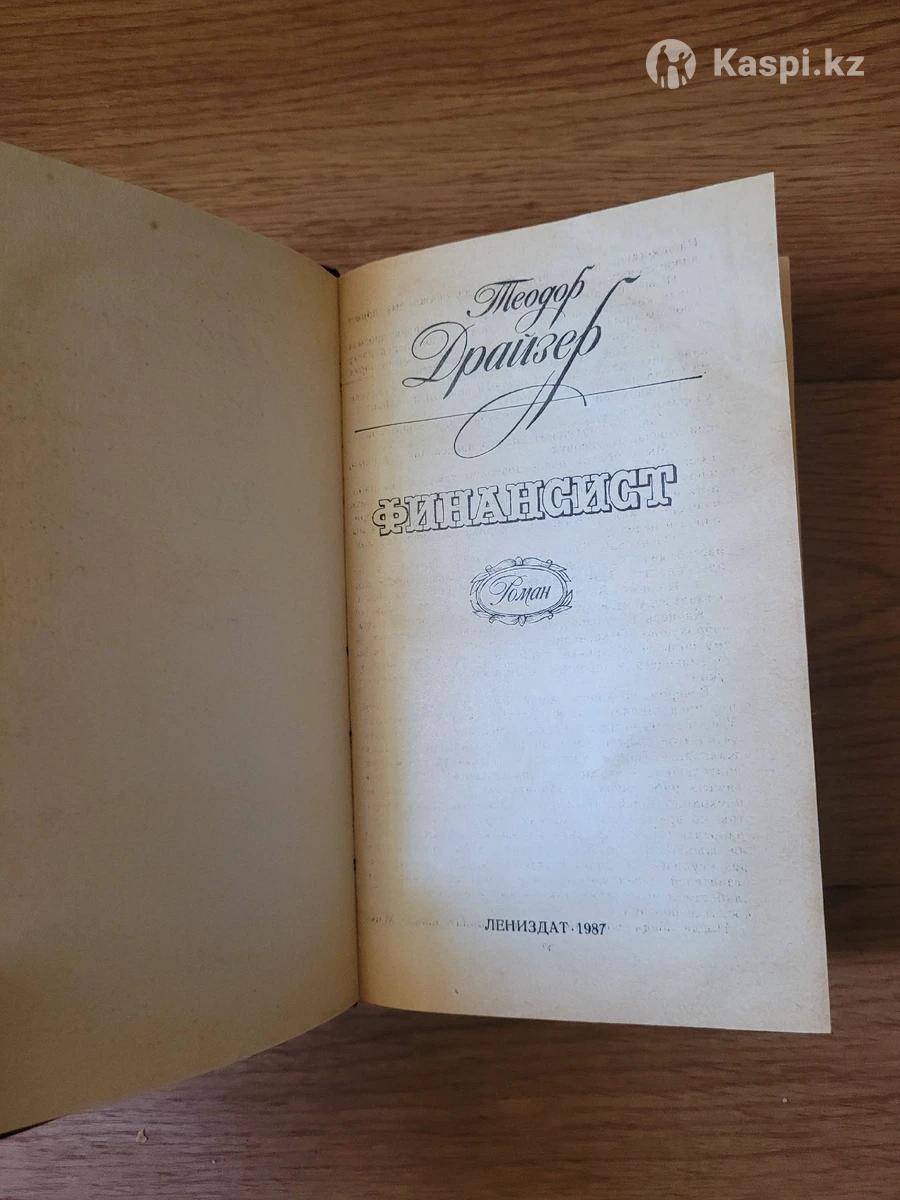 Kaspi.kz
Теодор
Драйзер
ФИНАНСИСТ
Роман
ЛЕНИЗДАТ·1987